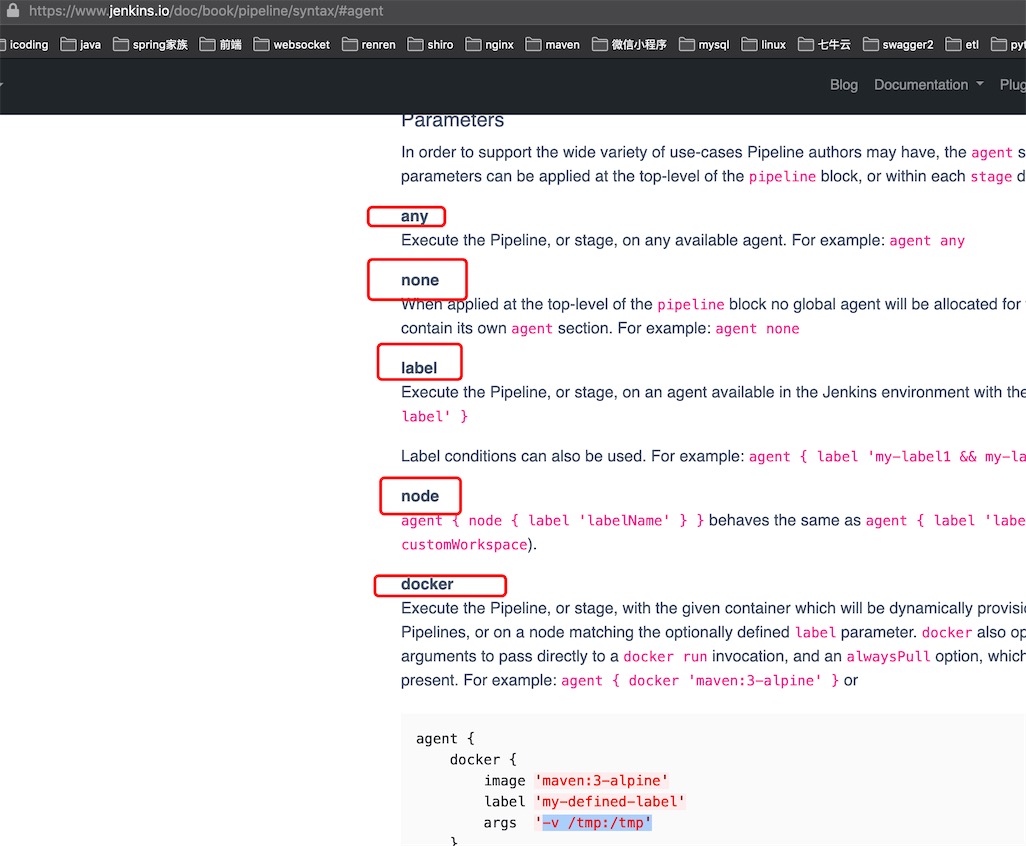 https://www.jenkins.io/doc/book/pipeline/syntax/#agent
icoding java spring家族 前端 websocket renren shiro nginx maven 微信小程序 mysql linux 七牛云 swagger2 etl pyt
Blog Documentation Plug
Parameters
In order to support the wide variety of use-cases Pipeline authors may have, the agent s
parameters can be applied at the top-level of the pipeline block, or within each stage d
any
Execute the Pipeline, or stage, on any available agent. For example: agent any
none
When applied at the top-level of the pipeline block no global agent will be allocated for
contain its own agent section. For example: agent none
label
Execute the Pipeline, or stage, on an agent available in the Jenkins environment with the
label' }
Label conditions can also be used. For example: agent { label 'my-label1 && my-la
node
agent { node { label 'labelName' } } behaves the same as agent { label 'labe
customWorkspace).
docker
Execute the Pipeline, or stage, with the given container which will be dynamically provisi
Pipelines, or on a node matching the optionally defined label parameter. docker also op
arguments to pass directly to a docker run invocation, and an alwaysPull option, which
present. For example: agent { docker 'maven:3-alpine' } or
agent {
docker {
image 'maven:3-alpine'
label 'my-defined-label'
args '-v /tmp:/tmp'
}